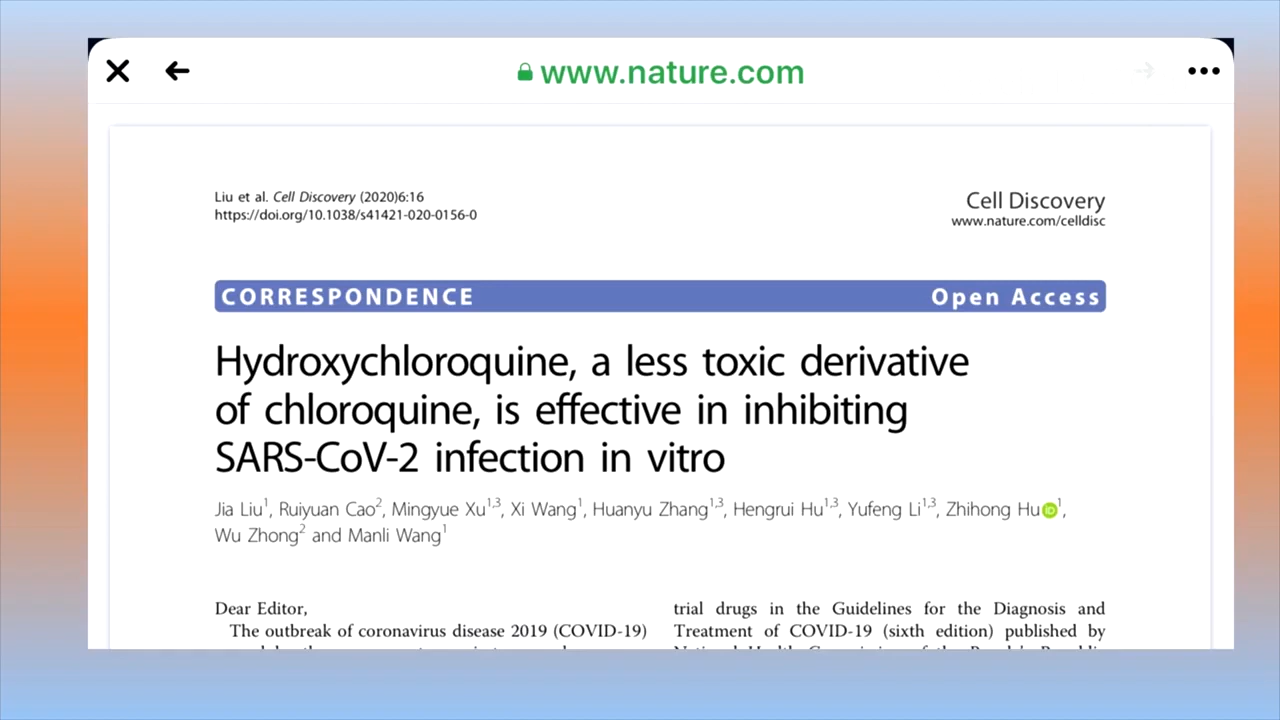 www.nature.com
Liu et al. Cell Discovery (2020)6:16
https://doi.org/10.1038/s41421-020-0156-0
Cell Discovery
www.nature.com/celldisc
CORRESPONDENCE Open Access
Hydroxychloroquine, a less toxic derivative
of chloroquine, is effective in inhibiting
SARS-CoV-2 infection in vitro
Jia Liu1, Ruiyuan Cao2, Mingyue Xu1,3, Xi Wang1, Huanyu Zhang1,3, Hengrui Hu1,3, Yufeng Li1,3, Zhihong Hu iD 1,
Wu Zhong2 and Manli Wang1
Dear Editor,
The outbreak of coronavirus disease 2019 (COVID-19)
trial drugs in the Guidelines for the Diagnosis and
Treatment of COVID-19 (sixth edition) published by